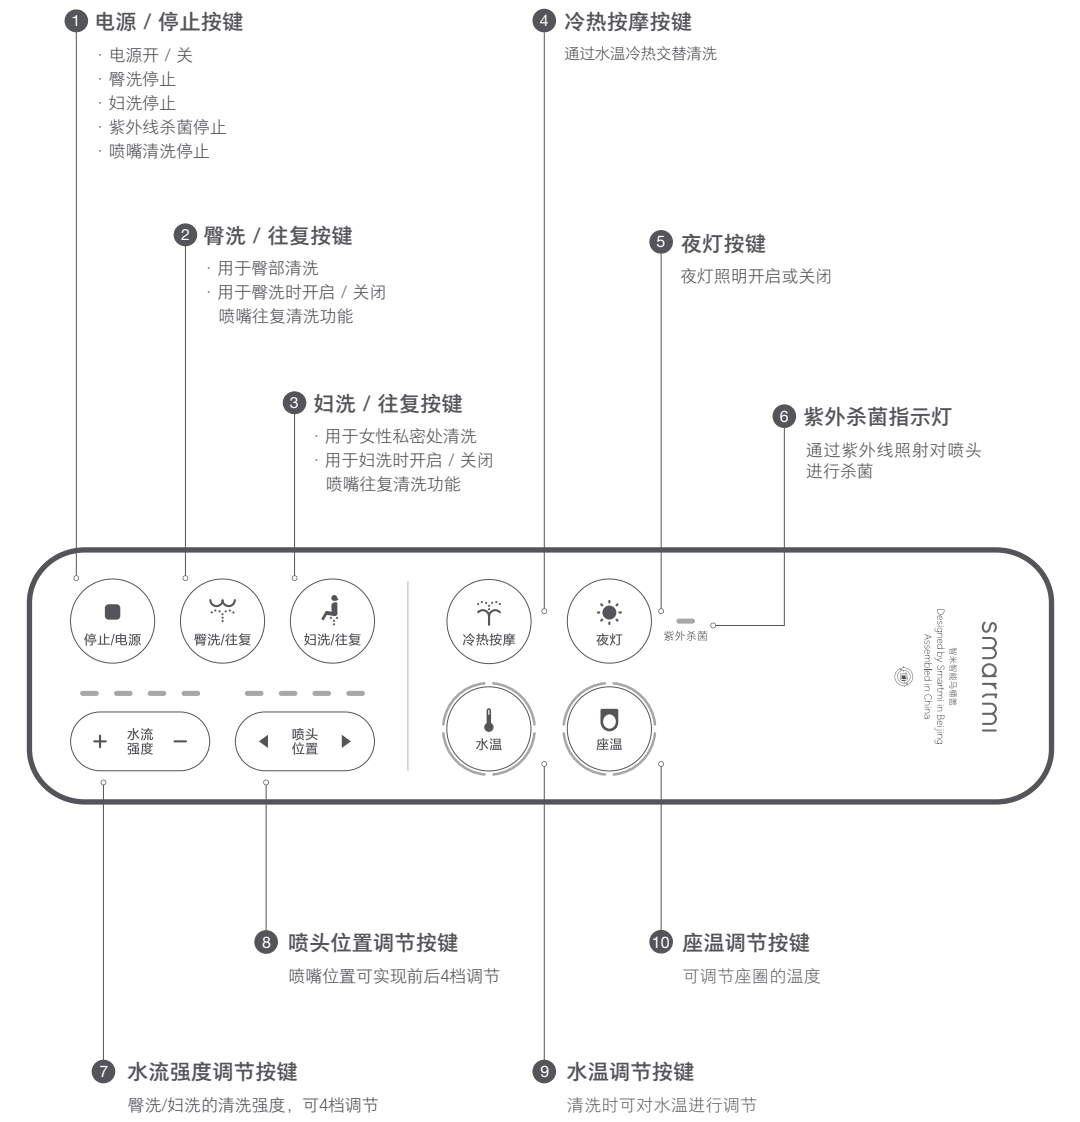 1 电源 / 停止按键
· 电源开 / 关
· 臀洗停止
· 妇洗停止
· 紫外线杀菌停止
· 喷嘴清洗停止
4 冷热按摩按键
通过水温冷热交替清洗
2 臀洗 / 往复按键
· 用于臀部清洗
· 用于臀洗时开启 / 关闭
喷嘴往复清洗功能
5 夜灯按键
夜灯照明开启或关闭
3 妇洗 / 往复按键
· 用于女性私密处清洗
· 用于妇洗时开启 / 关闭
喷嘴往复清洗功能
6 紫外杀菌指示灯
通过紫外线照射对喷头
进行杀菌
停止/电源
臀洗/往复
妇洗/往复
冷热按摩
夜灯
紫外杀菌
+ 水流
强度 −
喷头
位置
水温
座温
smartmi
智米智能马桶盖
Designed by Smartmi in Beijing
Assembled in China
8 喷头位置调节按键
喷嘴位置可实现前后4档调节
10 座温调节按键
可调节座圈的温度
7 水流强度调节按键
臀洗/妇洗的清洗强度，可4档调节
9 水温调节按键
清洗时可对水温进行调节